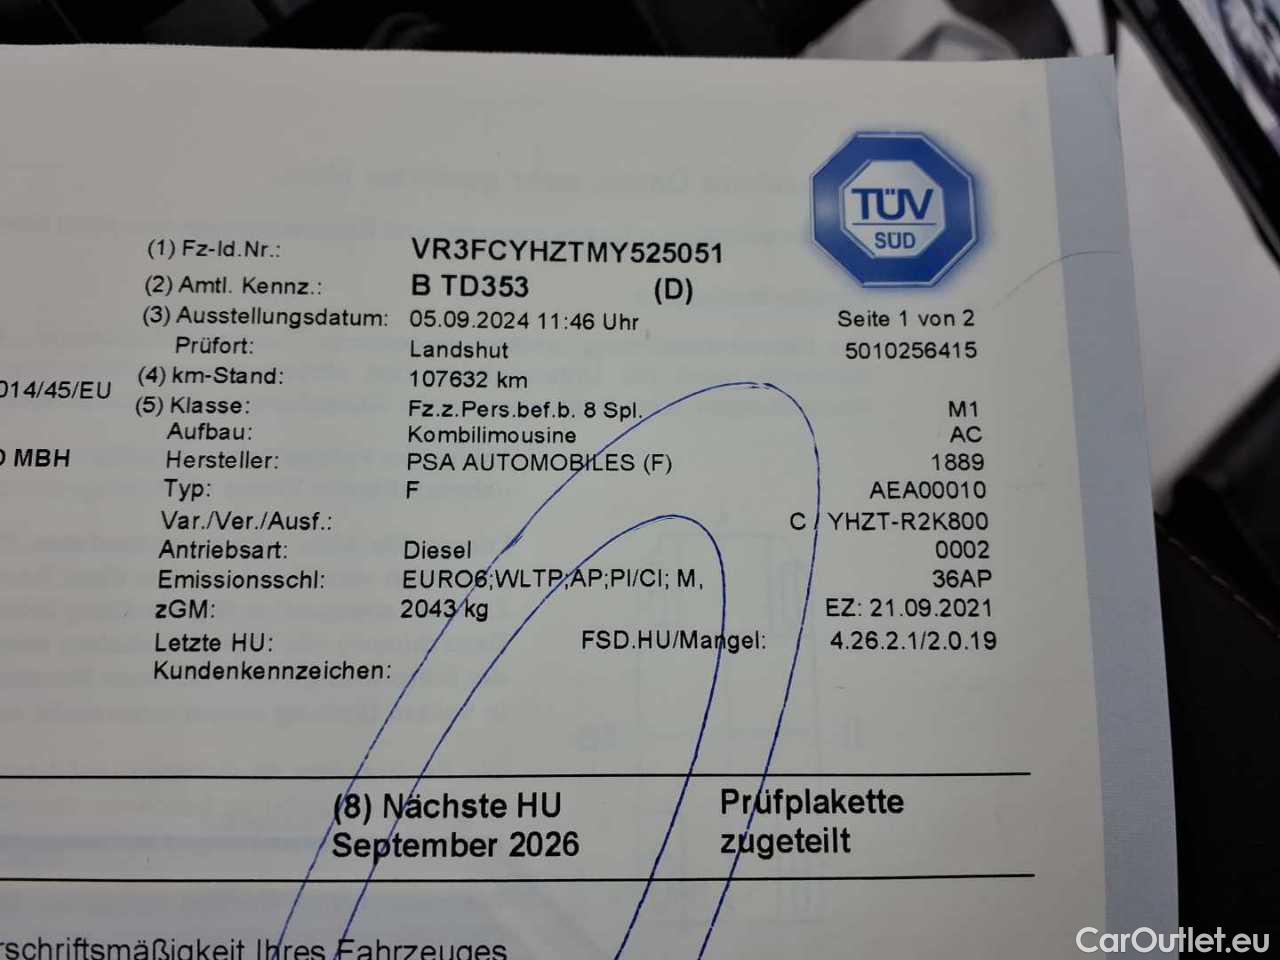 TÜV
SÜD
(1) Fz-Id.Nr.: VR3FCYHZTMY525051
(2) Amtl. Kennz.: B TD353 (D)
(3) Ausstellungsdatum: 05.09.2024 11:46 Uhr Seite 1 von 2
Prüfort: Landshut 5010256415
014/45/EU (4) km-Stand: 107632 km
(5) Klasse: Fz.z.Pers.bef.b. 8 Spl. M1
Aufbau: Kombilimousine AC
MBH Hersteller: PSA AUTOMOBILES (F) 1889
Typ: F AEA00010
Var./Ver./Ausf.: C / YHZT-R2K800
Antriebsart: Diesel 0002
Emissionsschl: EURO6;WLTP;AP;PI/CI; M, 36AP
zGM: 2043 kg EZ: 21.09.2021
Letzte HU: FSD.HU/Mangel: 4.26.2.1/2.0.19
Kundenkennzeichen:
(8) Nächste HU Prüfplakette
September 2026 zugeteilt
rschriftsmäßigkeit Ihres Fahrzeuges
CarOutlet.eu